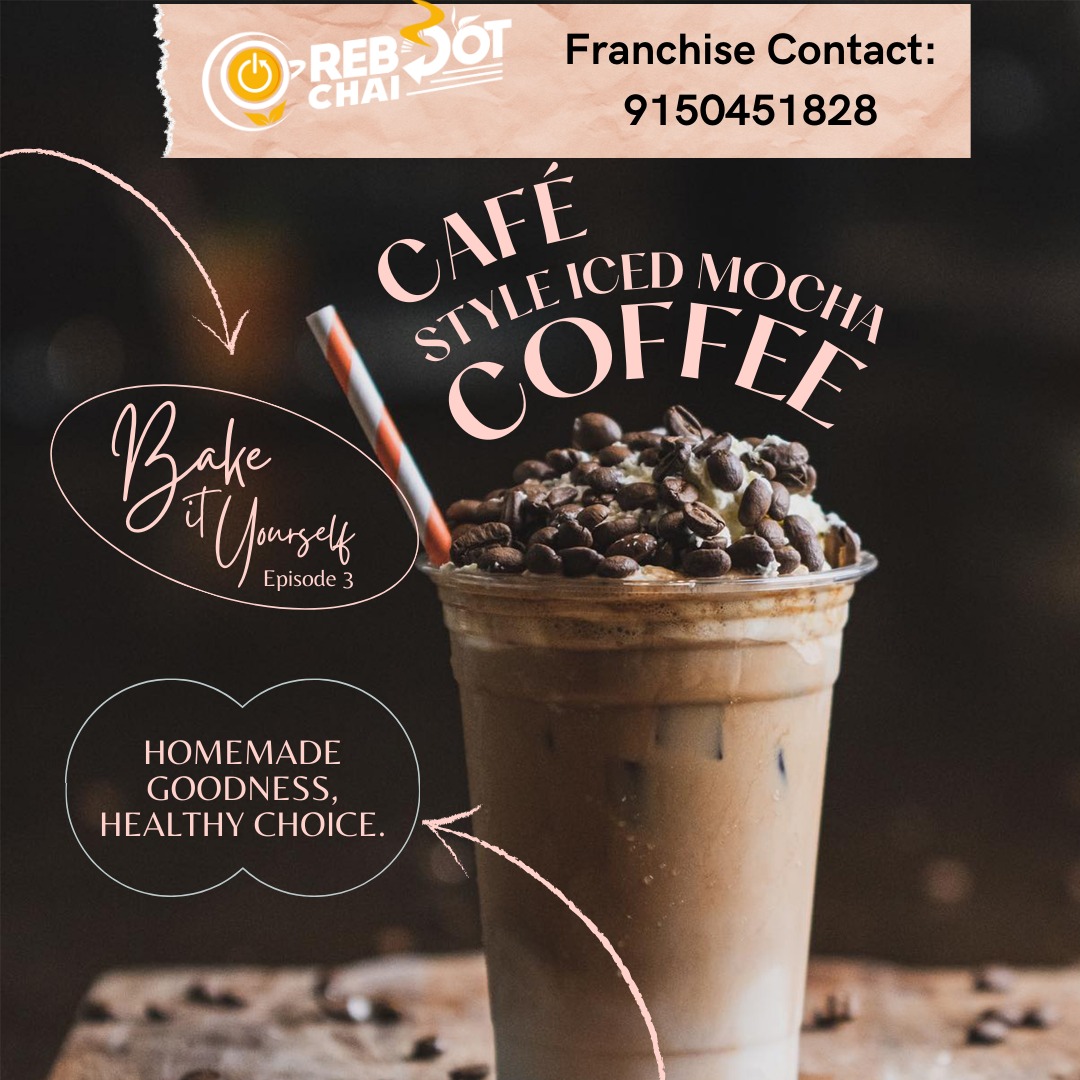 REBOOT
CHAI
Franchise Contact:
9150451828
CAFÉ
STYLE ICED MOCHA
COFFEE
Bake
it Yourself
Episode 3
HOMEMADE
GOODNESS,
HEALTHY CHOICE.